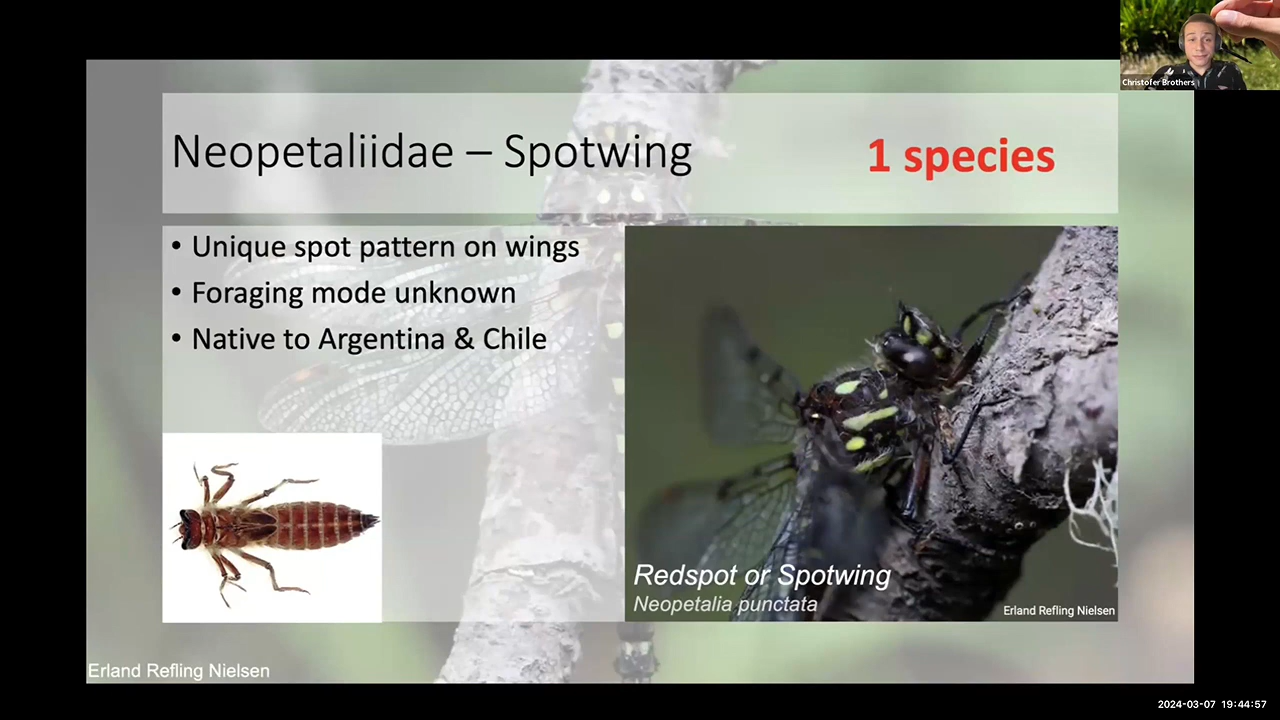 Christofer Brothers
Neopetaliidae – Spotwing
1 species
• Unique spot pattern on wings
• Foraging mode unknown
• Native to Argentina & Chile
Redspot or Spotwing
Neopetalia punctata
Erland Refling Nielsen
Erland Refling Nielsen
2024-03-07 19:44:57